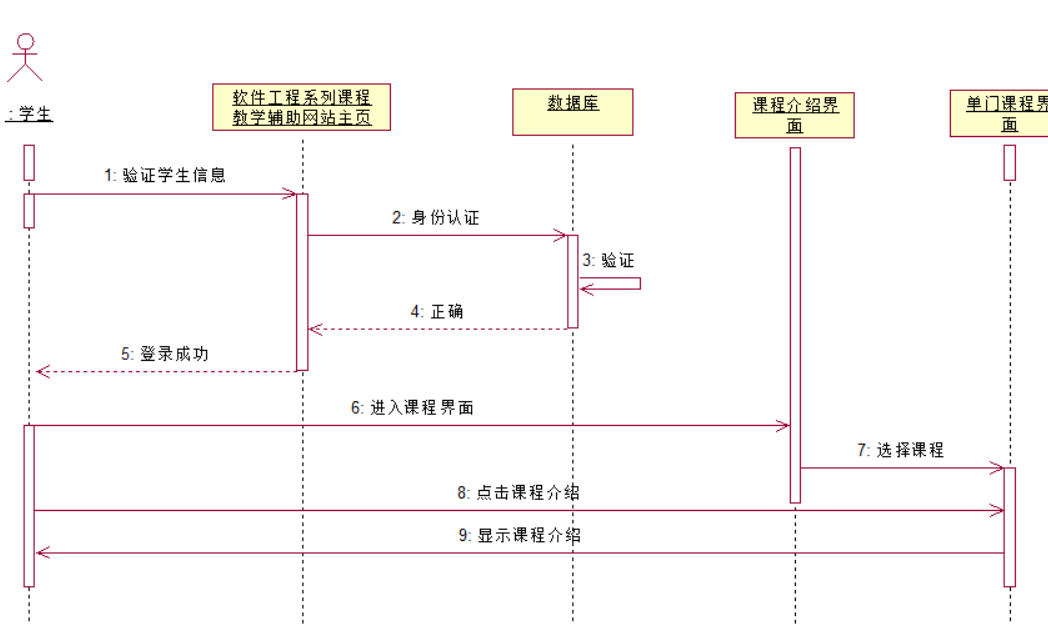 : 学生
软件工程系列课程
教学辅助网站主页
数据库
课程介绍界
面
单门课程界
面
1: 验证学生信息
2: 身份认证
3: 验证
4: 正确
5: 登录成功
6: 进入课程界面
7: 选择课程
8: 点击课程介绍
9: 显示课程介绍